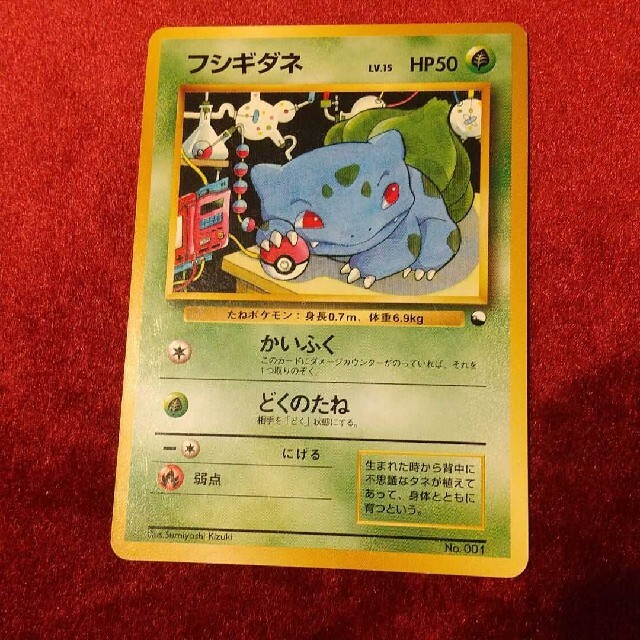 フシギダネ LV.15 HP50
たねポケモン：身長0.7m、体重6.9kg
かいふく
このカードにダメージカウンターがのっていれば、それを
1つ取りのぞく。
どくのたね
相手を「どく」状態にする。
にげる
弱点
生まれた時から背中に
不思議なタネが植えて
あって、身体とともに
育つという。
Illus. Sumiyoshi Kizuki
No. 001